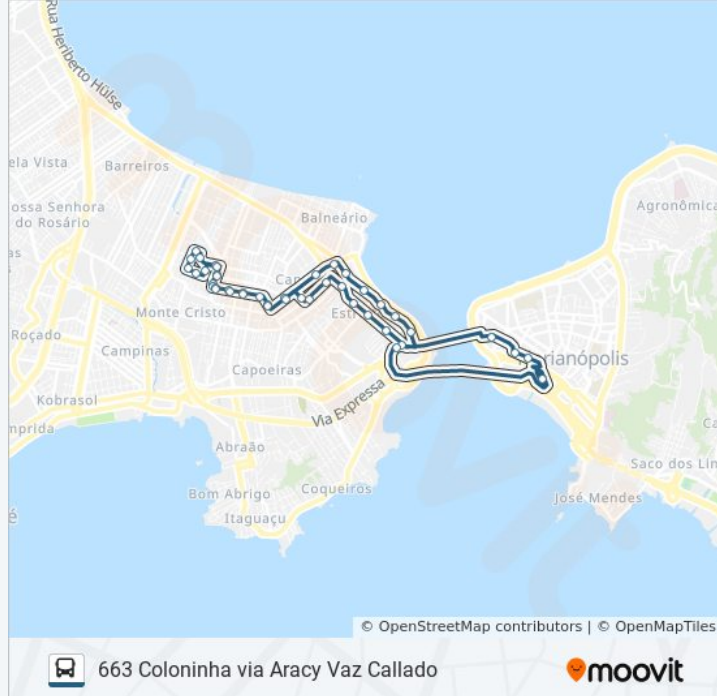 Rua Heriberto Hülse
ela Vista
Barreiros
ossa Senhora
do Rosário
as
Balneário
Agronômica
Monte Cristo
Estr
Roçado
Campinas
rianópolis
Capoeiras
Via Expressa
Kobrasol
mprida
Abraão
Saco dos Lim
Bom Abrigo
Coqueiros
José Mendes
Itaguaçu
é
© OpenStreetMap contributors | © OpenMapTiles
663 Coloninha via Aracy Vaz Callado
moovit